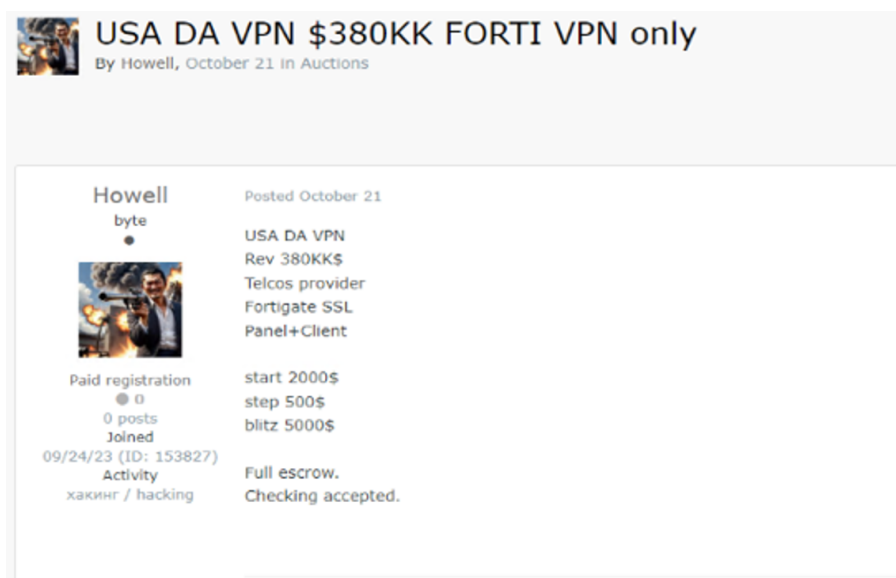 USA DA VPN $380KK FORTI VPN only
By Howell, October 21 in Auctions
Howell
byte
Paid registration
0
0 posts
Joined
09/24/23 (ID: 153827)
Activity
хакинг / hacking
Posted October 21
USA DA VPN
Rev 380KK$
Telcos provider
Fortigate SSL
Panel+Client
start 2000$
step 500$
blitz 5000$
Full escrow.
Checking accepted.